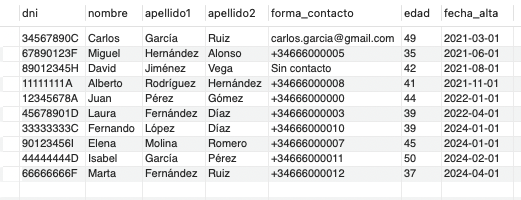 dni nombre apellido1 apellido2 forma_contacto edad fecha_alta
34567890C Carlos García Ruiz carlos.garcia@gmail.com 49 2021-03-01
67890123F Miguel Hernández Alonso +34666000005 35 2021-06-01
89012345H David Jiménez Vega Sin contacto 42 2021-08-01
11111111A Alberto Rodríguez Hernández +34666000008 41 2021-11-01
12345678A Juan Pérez Gómez +34666000000 44 2022-01-01
45678901D Laura Fernández Díaz +34666000003 39 2022-04-01
33333333C Fernando López Díaz +34666000010 39 2024-01-01
90123456I Elena Molina Romero +34666000007 45 2024-01-01
44444444D Isabel García Pérez +34666000011 50 2024-02-01
66666666F Marta Fernández Ruiz +34666000012 37 2024-04-01